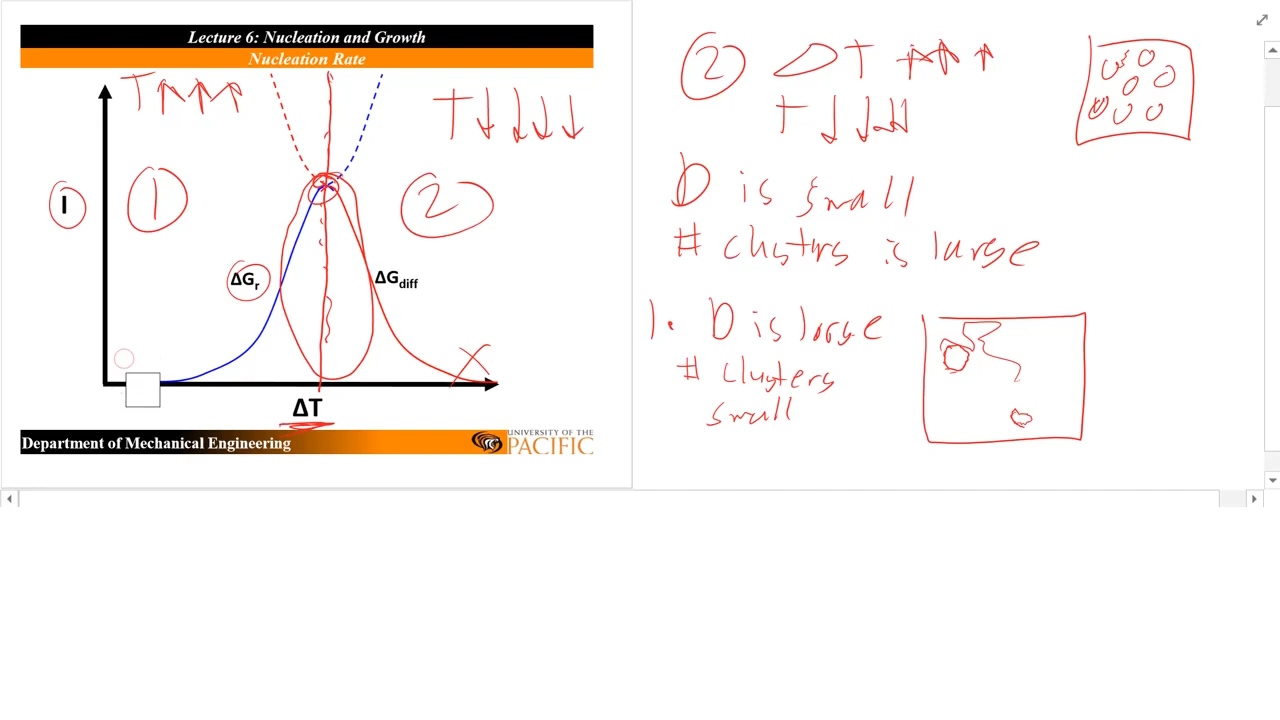 Lecture 6: Nucleation and Growth
Nucleation Rate
T ↑ ↑ ↑
T ↓ ↓ ↓ ↓
I
1
2
ΔGr
ΔGdiff
X
ΔT
Department of Mechanical Engineering
UNIVERSITY OF THE
PACIFIC
2 ΔT ↑ ↑ ↑
T ↓ ↓ ↓ ↓
D is small
# clusters is large
1. D is large
# clusters
small